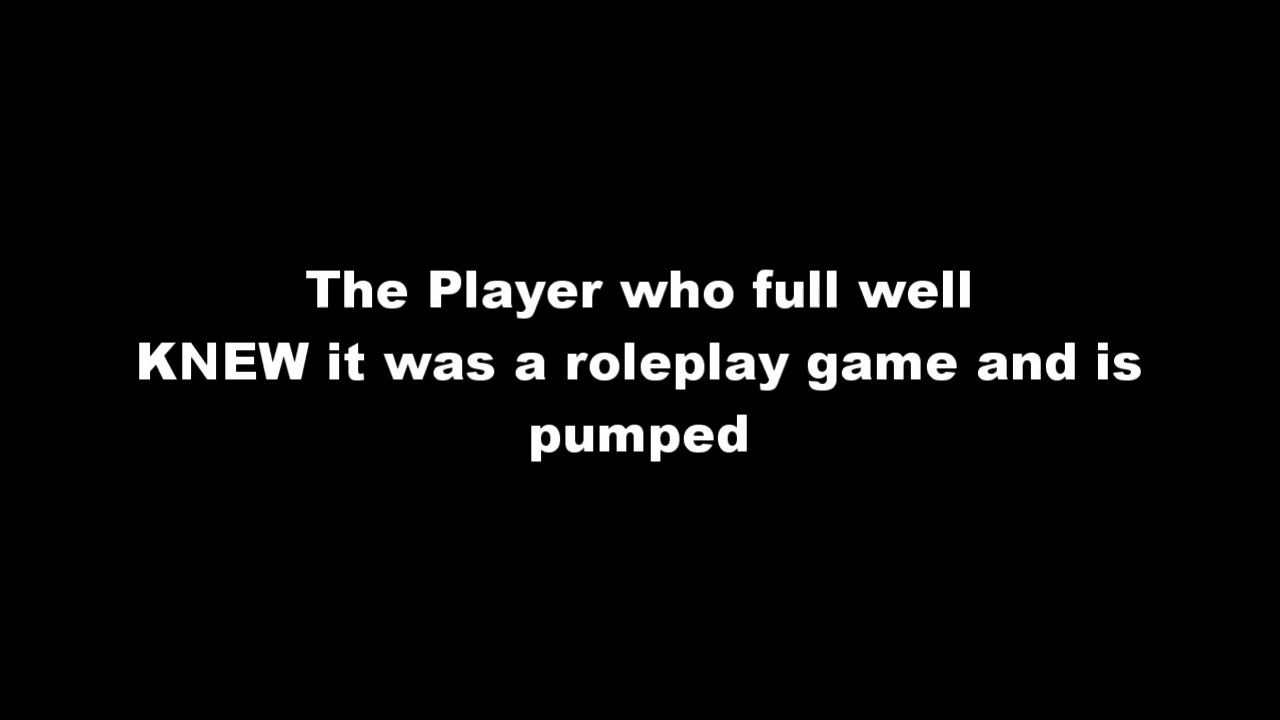 The Player who full well
KNEW it was a roleplay game and is
pumped